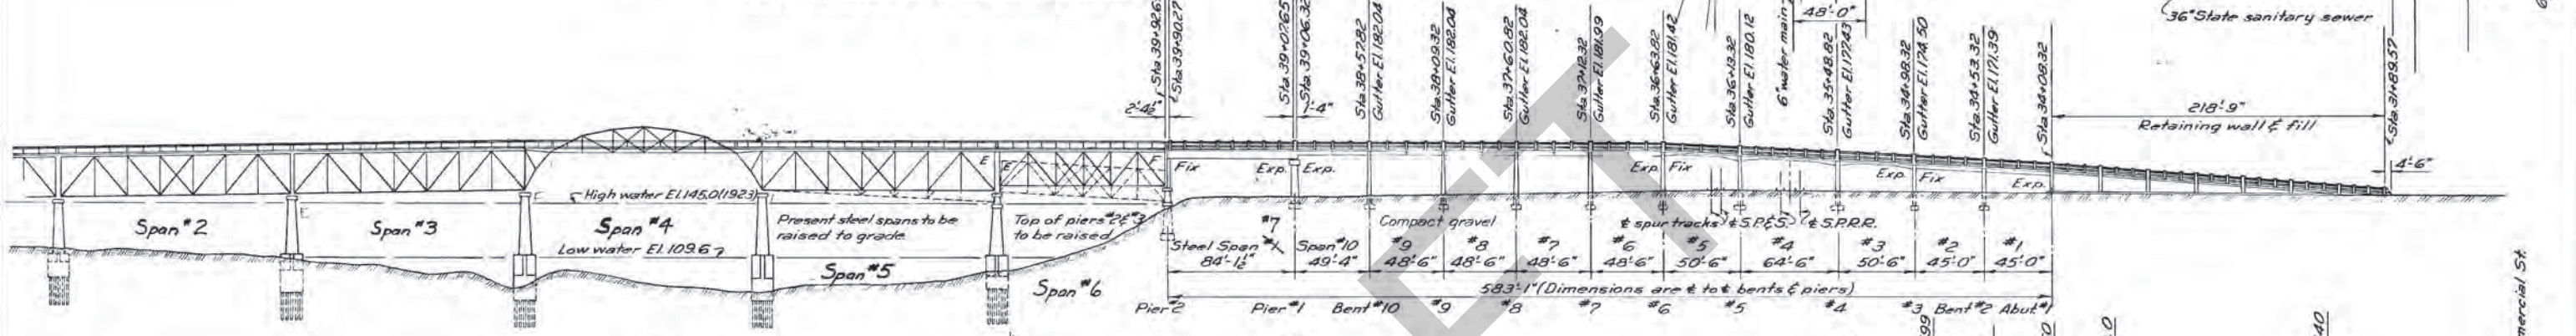 36" State sanitary sewer
48'-0"
6" water main
Sta.39+92.6
Sta.39+90.27
Sta.39+07.65
Sta.39+06.32
Sta.38+57.82
Gutter El.182.04
Sta.38+09.32
Gutter El.182.04
Sta.37+60.82
Gutter El.182.04
Sta.37+12.32
Gutter El.181.99
Sta.36+63.82
Gutter El.181.42
Sta.36+13.32
Gutter El.180.12
Sta.35+48.82
Gutter El.177.43
Sta.34+98.32
Gutter El.174.50
Sta.34+53.32
Gutter El.171.39
Sta.34+08.32
Sta.31+89.57
2'-4½"
1'-4"
218'-9"
Retaining wall & fill
4'-6"
E
E
F
Fix
Exp.
Exp.
Exp.
Fix
Exp.
Fix
Exp.
High water El.145.0(1923)
Span #2
Span #3
Span #4
Low water El.109.6
Present steel spans to be
raised to grade
Span #5
Top of piers #2 & #3
to be raised
Span #6
#7
Steel Span
84'-1½"
Span #10
49'-4"
Compact gravel
#9
48'-6"
#8
48'-6"
#7
48'-6"
#6
48'-6"
℄ spur tracks
℄ S.P.&S.
℄ S.P.R.R.
#5
50'-6"
#4
64'-6"
#3
50'-6"
#2
45'-0"
#1
45'-0"
583'-1" (Dimensions are ℄ to ℄ bents & piers)
Pier #2
Pier #1
Bent #10
#9
#8
#7
#6
#5
#4
#3
Bent #2
Abut #1
mercial St.